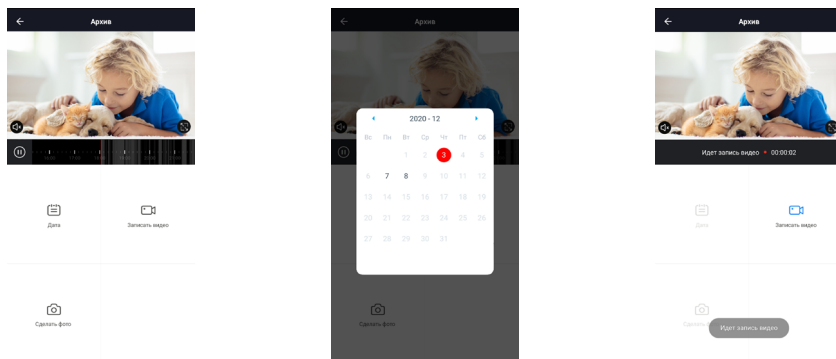 Архив
Дата
Записать видео
Сделать фото
Архив
2020 - 12
Вс Пн Вт Ср Чт Пт Сб
1 2 3 4 5
6 7 8 9 10 11 12
13 14 15 16 17 18 19
20 21 22 23 24 25 26
27 28 29 30 31
Сделать фото
Архив
Идет запись видео 00:00:02
Дата
Записать видео
Идет запись видео